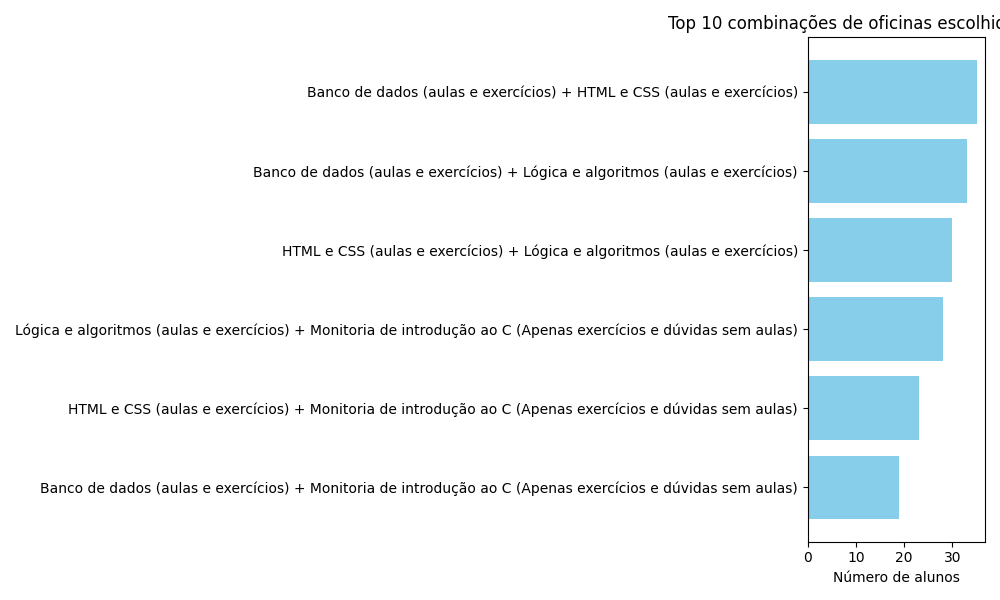 Top 10 combinações de oficinas
Banco de dados (aulas e exercícios) + HTML e CSS (aulas e exercícios)
Banco de dados (aulas e exercícios) + Lógica e algoritmos (aulas e exercícios)
HTML e CSS (aulas e exercícios) + Lógica e algoritmos (aulas e exercícios)
Lógica e algoritmos (aulas e exercícios) + Monitoria de introdução ao C (Apenas exercícios e dúvidas sem aulas)
HTML e CSS (aulas e exercícios) + Monitoria de introdução ao C (Apenas exercícios e dúvidas sem aulas)
Banco de dados (aulas e exercícios) + Monitoria de introdução ao C (Apenas exercícios e dúvidas sem aulas)
0 10 20 30
Número de alunos